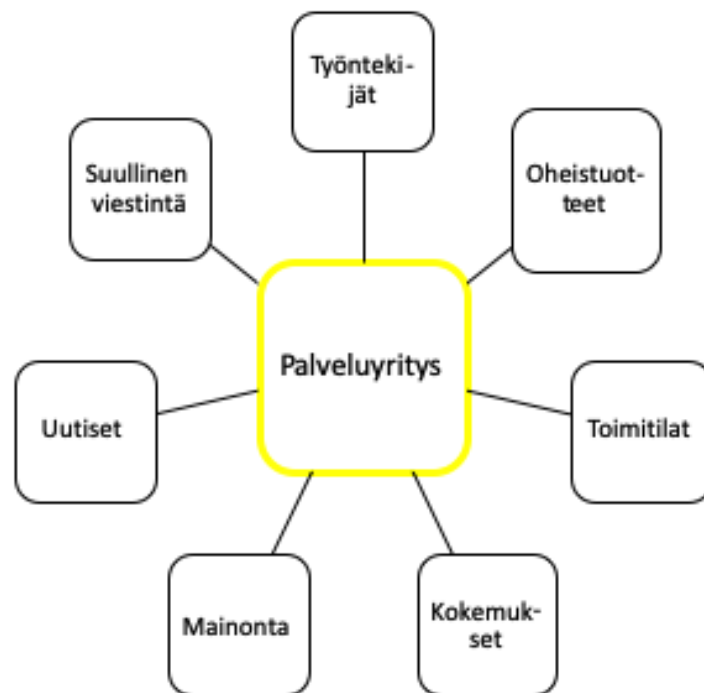 Työnteki-
jät
Suullinen
viestintä
Oheistuot-
teet
Palveluyritys
Uutiset
Toimitilat
Mainonta
Kokemuk-
set